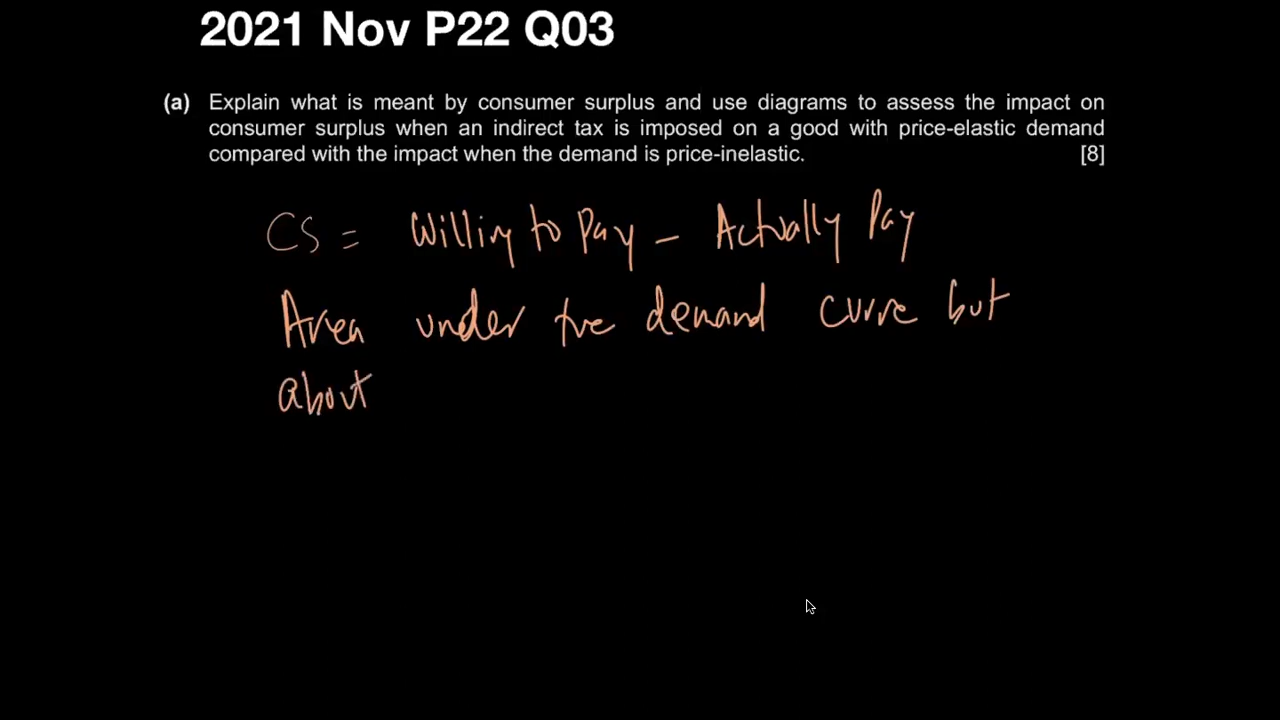 2021 Nov P22 Q03
(a) Explain what is meant by consumer surplus and use diagrams to assess the impact on
consumer surplus when an indirect tax is imposed on a good with price-elastic demand
compared with the impact when the demand is price-inelastic. [8]
CS = Willing to Pay - Actually Pay
Area under the demand curve but
about